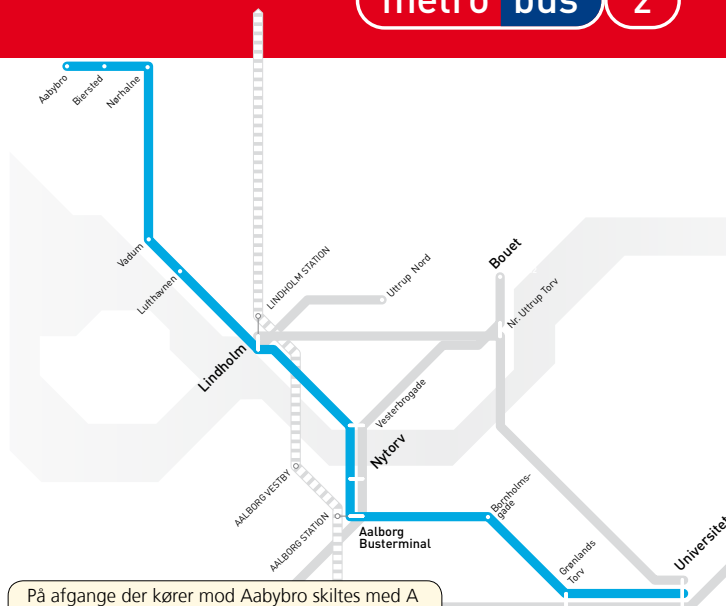 metro bus 2
Aabybro
Biersted
Nørhalne
Vadum
Lufthavnen
LINDHOLM STATION
Uttrup Nord
Bouet
Nr. Uttrup Torv
Lindholm
Vesterbrogade
Nytorv
AALBORG VESTBY
AALBORG STATION
Aalborg
Busterminal
Bornholms-
gade
Grønlands
Torv
Universitet
På afgange der kører mod Aabybro skiltes med A